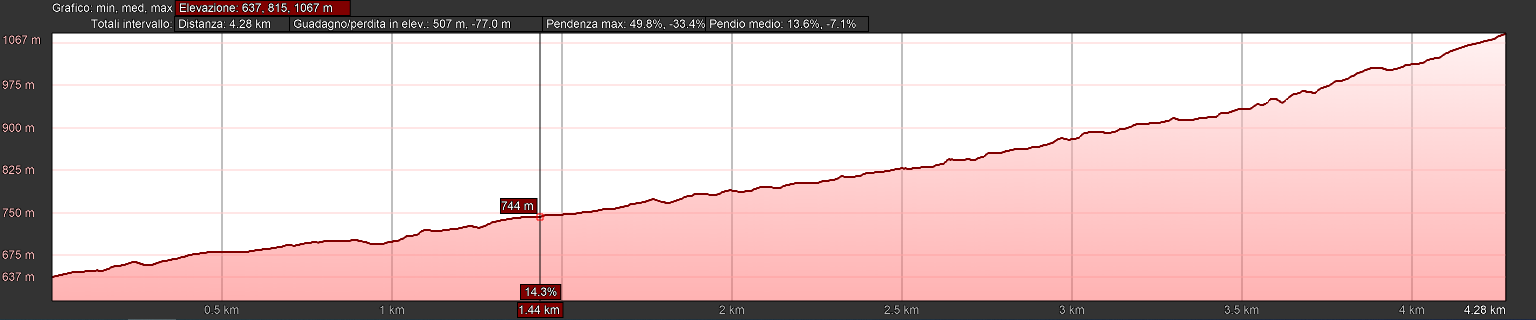 Grafico: min, med, max Elevazione: 637, 815, 1067 m
Totali intervallo: Distanza: 4.28 km Guadagno/perdita in elev.: 507 m, -77.0 m Pendenza max: 49.8%, -33.4% Pendio medio: 13.6%, -7.1%
1067 m
975 m
900 m
825 m
744 m
750 m
675 m
637 m
14.3%
0.5 km 1 km 1.44 km 2 km 2.5 km 3 km 3.5 km 4 km 4.28 km